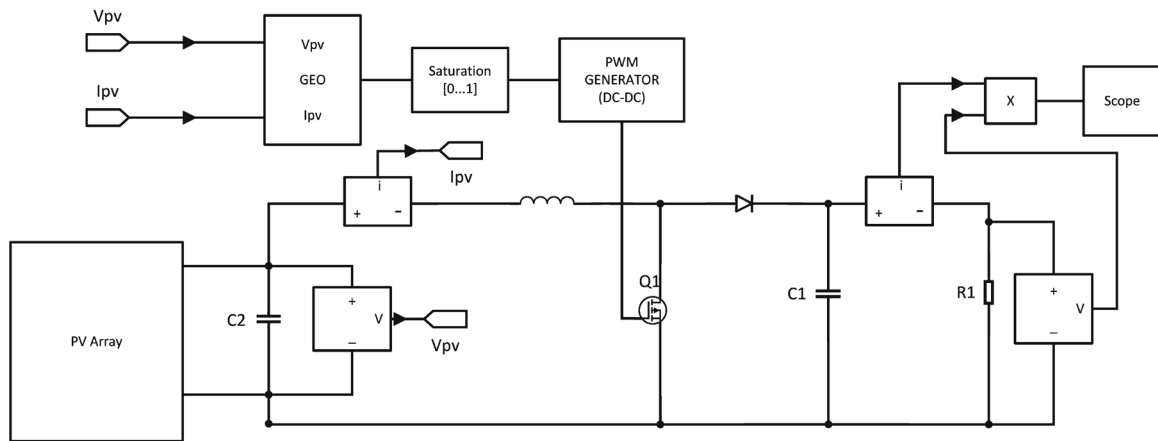 Vpv
Ipv
Vpv
GEO
Ipv
Saturation
[0...1]
PWM
GENERATOR
(DC-DC)
X
Scope
i
+
-
Ipv
i
+
-
PV Array
C2
+
V
-
Vpv
Q1
C1
R1
+
V
-